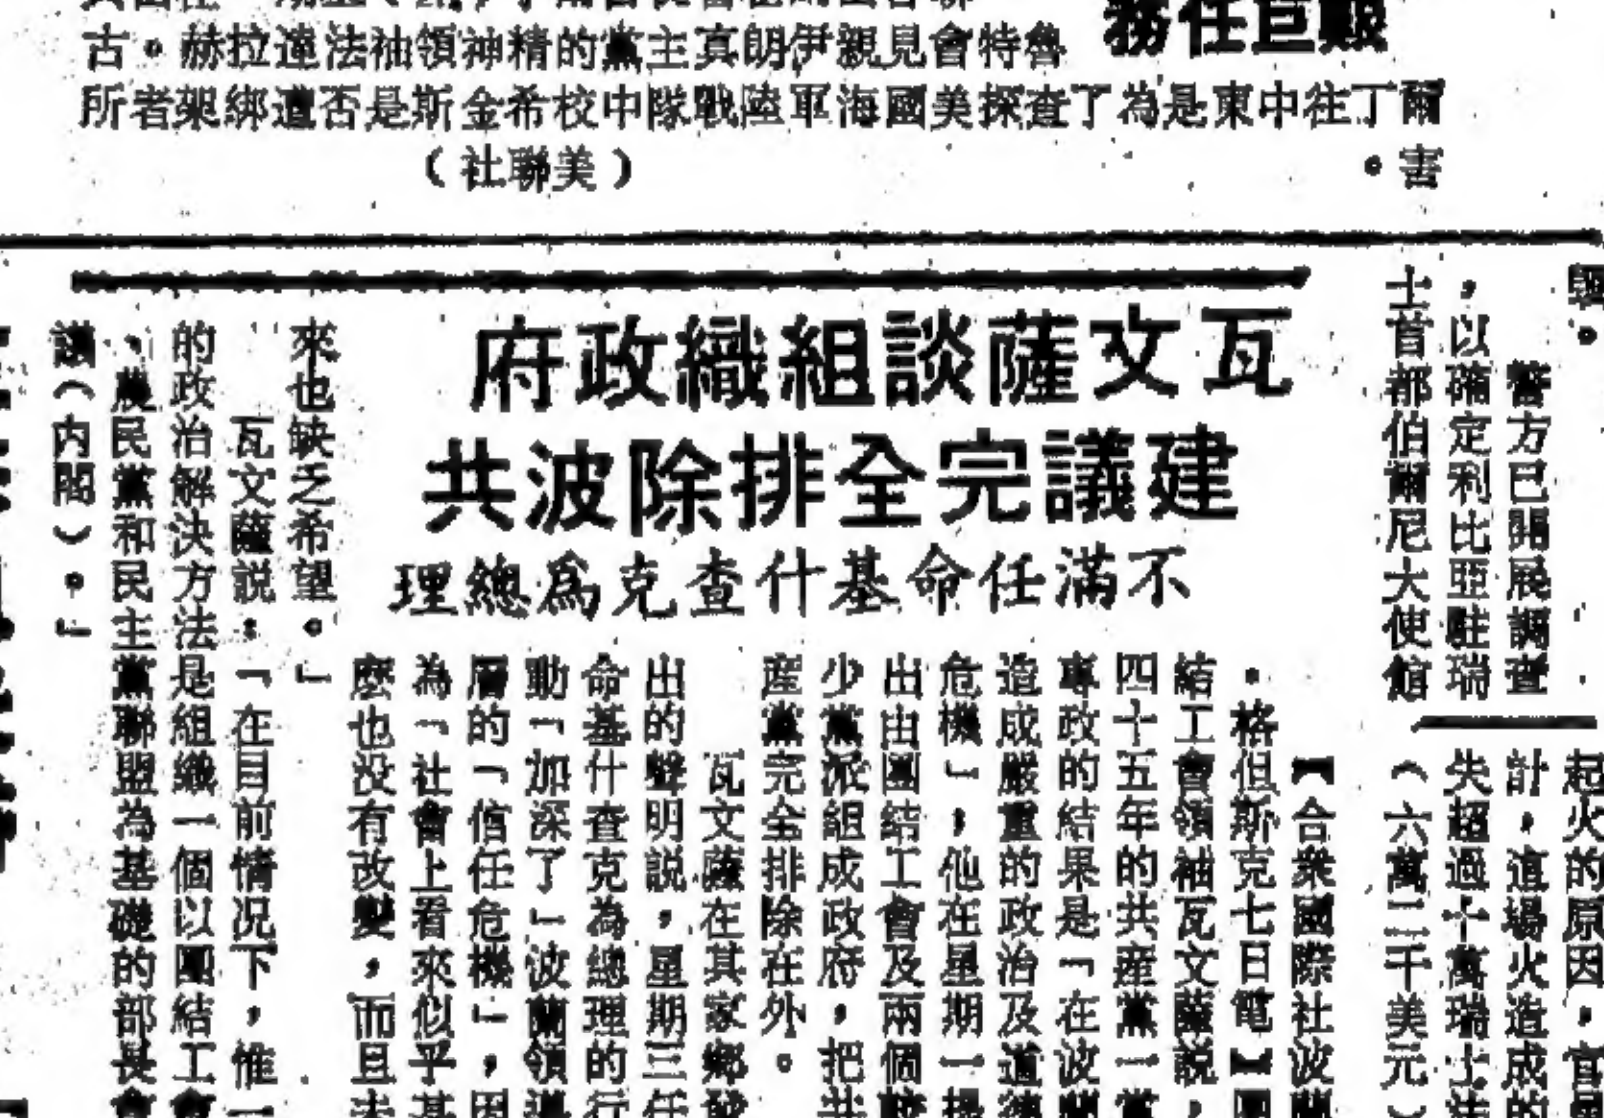 艱巨任務
魯特會見親伊朗真主黨的精神領袖法達拉赫。古
爾丁往中東是為了查探美國海軍陸戰隊中校希金斯是否遭綁架者所
害。
（美聯社）
警方已開展調查
，以確定利比亞駐瑞
士首都伯爾尼大使館
起火的原因，官
計，這場火造成的
失超過十萬瑞士法
（六萬二千美元）
瓦文薩談組織政府
建議完全排除波共
不滿任命基什查克為總理
【合衆國際社波蘭
・格但斯克七日電】團
結工會領袖瓦文薩說，
四十五年的共產黨一黨
專政的結果是「在波蘭
造成嚴重的政治及道德
危機」，他在星期一提
出由團結工會及兩個
少黨派組成政府，把共
產黨完全排除在外。
瓦文薩在其家鄉發
出的聲明説，星期三任
命基什查克為總理的行
動「加深了」波蘭領導
層的「信任危機」，因
為「社會上看來似乎甚
麽也没有改變，而且未
來也缺乏希望。」
瓦文薩説：「在目前情况下，惟一
的政治解決方法是組織一個以團結工會
、農民黨和民主黨聯盟為基礎的部長會
議（内閣）。」